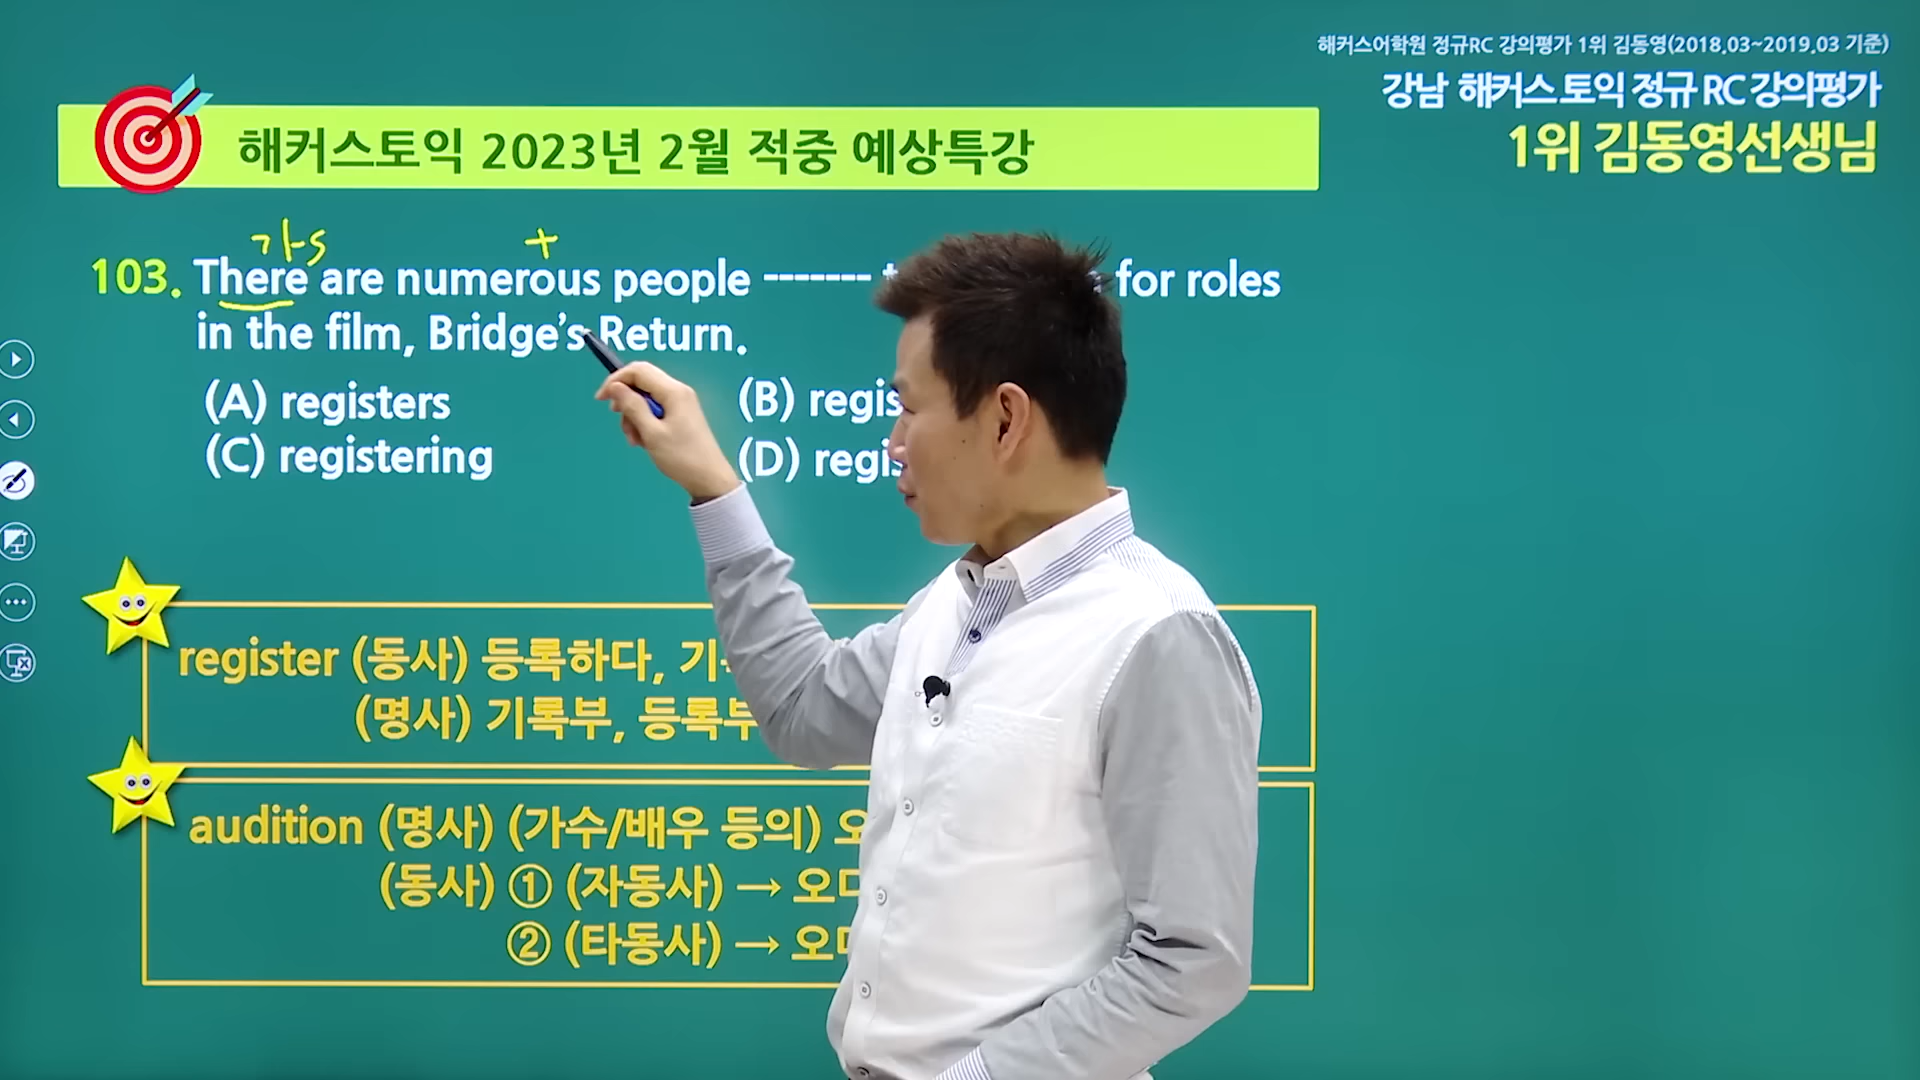 해커스어학원 정규RC 강의평가 1위 김동영(2018.03~2019.03 기준)
강남 해커스 토익 정규 RC 강의평가
1위 김동영선생님
해커스토익 2023년 2월 적중 예상특강
가S +
103. There are numerous people ------- for roles
in the film, Bridge's Return.
(A) registers (B)
(C) registering (D)
register (동사) 등록하다,
(명사) 기록부, 등록부
audition (명사) (가수/배우 등의)
(동사) ① (자동사) →
② (타동사) →